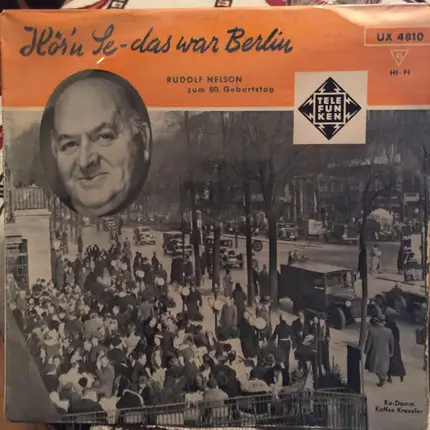 Hör'n Se - das war Berlin
UX 4810
HI-FI
RUDOLF NELSON
zum 80. Geburtstag
TELE
FUN
KEN
Ku-Damm
Kaffee Kranzler